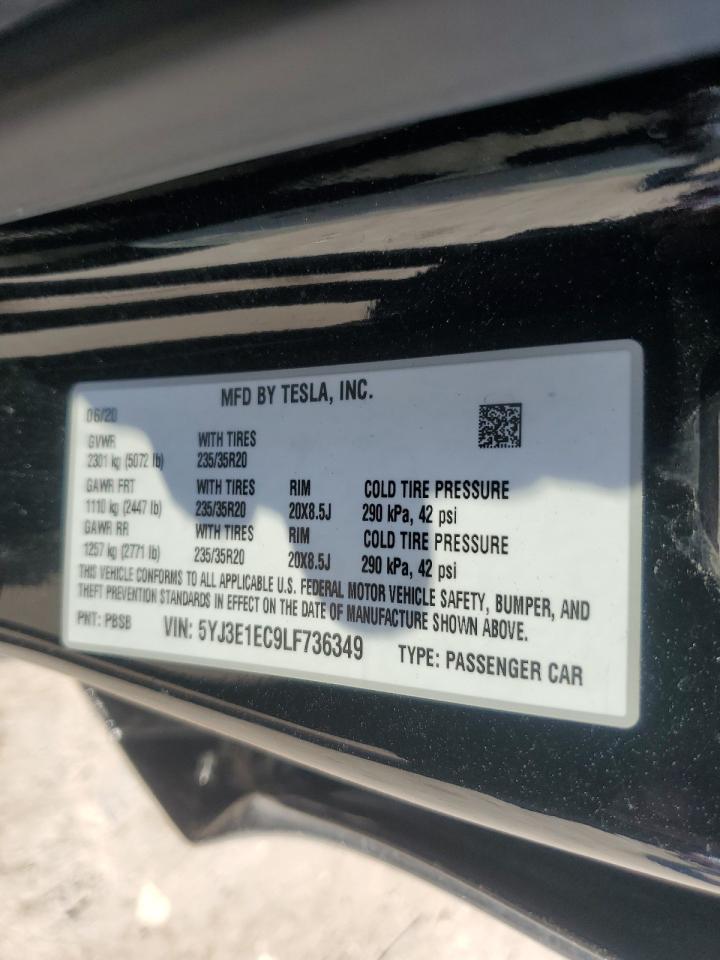 MFD BY TESLA, INC.
06/20
GVWR WITH TIRES
2301 kg (5072 lb) 235/35R20
GAWR FRT WITH TIRES RIM COLD TIRE PRESSURE
1110 kg (2447 lb) 235/35R20 20X8.5J 290 kPa, 42 psi
GAWR RR WITH TIRES RIM COLD TIRE PRESSURE
1257 kg (2771 lb) 235/35R20 20X8.5J 290 kPa, 42 psi
THIS VEHICLE CONFORMS TO ALL APPLICABLE U.S. FEDERAL MOTOR VEHICLE SAFETY, BUMPER, AND
THEFT PREVENTION STANDARDS IN EFFECT ON THE DATE OF MANUFACTURE SHOWN ABOVE.
PNT: PBSB VIN: 5YJ3E1EC9LF736349 TYPE: PASSENGER CAR